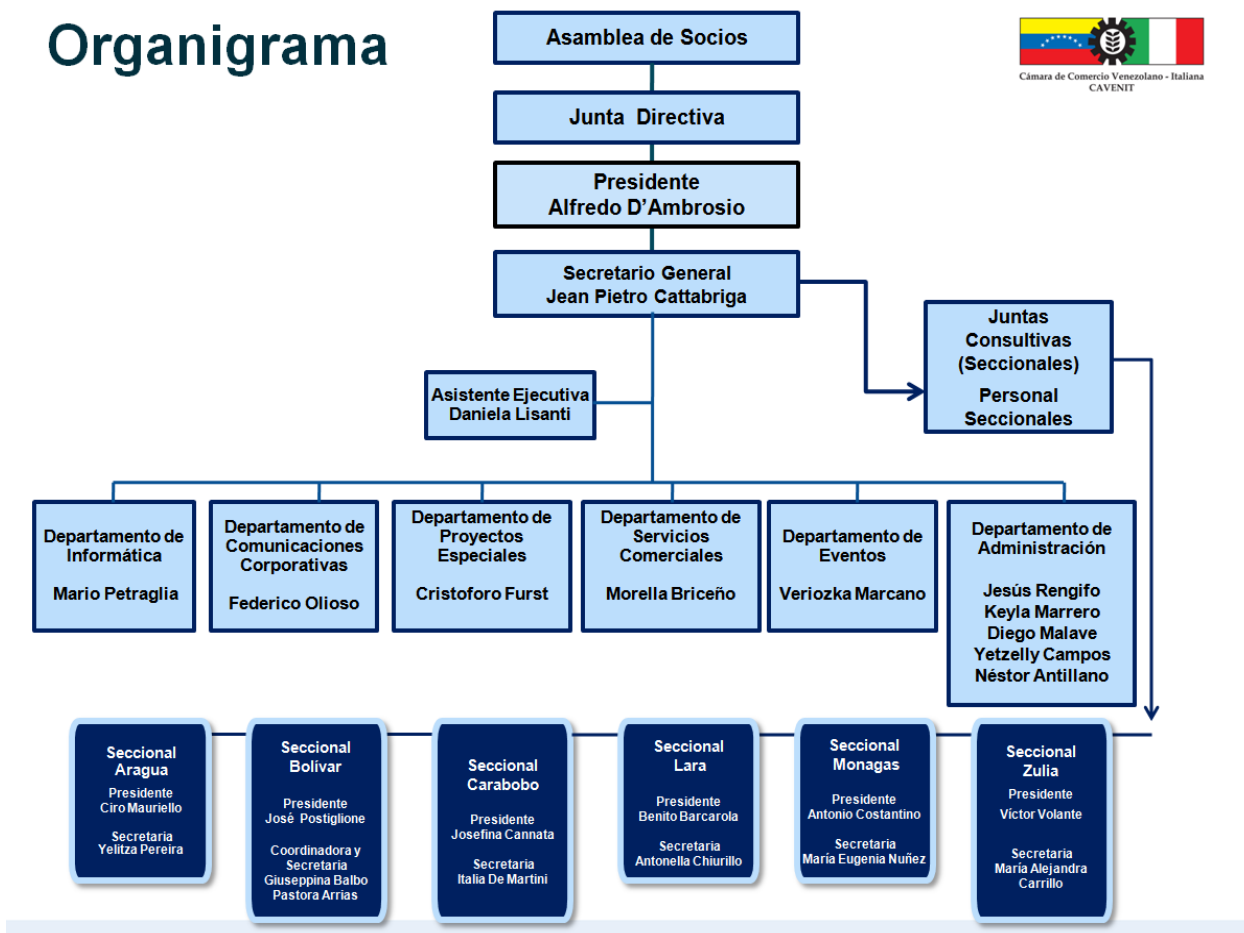 Organigrama
Cámara de Comercio Venezolano - Italiana
CAVENIT
Asamblea de Socios
Junta Directiva
Presidente
Alfredo D'Ambrosio
Secretario General
Jean Pietro Cattabriga
Juntas
Consultivas
(Seccionales)
Personal
Seccionales
Asistente Ejecutiva
Daniela Lisanti
Departamento de
Informática
Mario Petraglia
Departamento de
Comunicaciones
Corporativas
Federico Olioso
Departamento de
Proyectos
Especiales
Cristoforo Furst
Departamento de
Servicios
Comerciales
Morella Briceño
Departamento de
Eventos
Veriozka Marcano
Departamento de
Administración
Jesús Rengifo
Keyla Marrero
Diego Malave
Yetzelly Campos
Néstor Antillano
Seccional
Aragua
Presidente
Ciro Mauriello
Secretaria
Yelitza Pereira
Seccional
Bolívar
Presidente
José Postiglione
Coordinadora y
Secretaria
Giuseppina Balbo
Pastora Arrias
Seccional
Carabobo
Presidente
Josefina Cannata
Secretaria
Italia De Martini
Seccional
Lara
Presidente
Benito Barcarola
Secretaria
Antonella Chiurillo
Seccional
Monagas
Presidente
Antonio Costantino
Secretaria
María Eugenia Nuñez
Seccional
Zulia
Presidente
Víctor Volante
Secretaria
María Alejandra
Carrillo